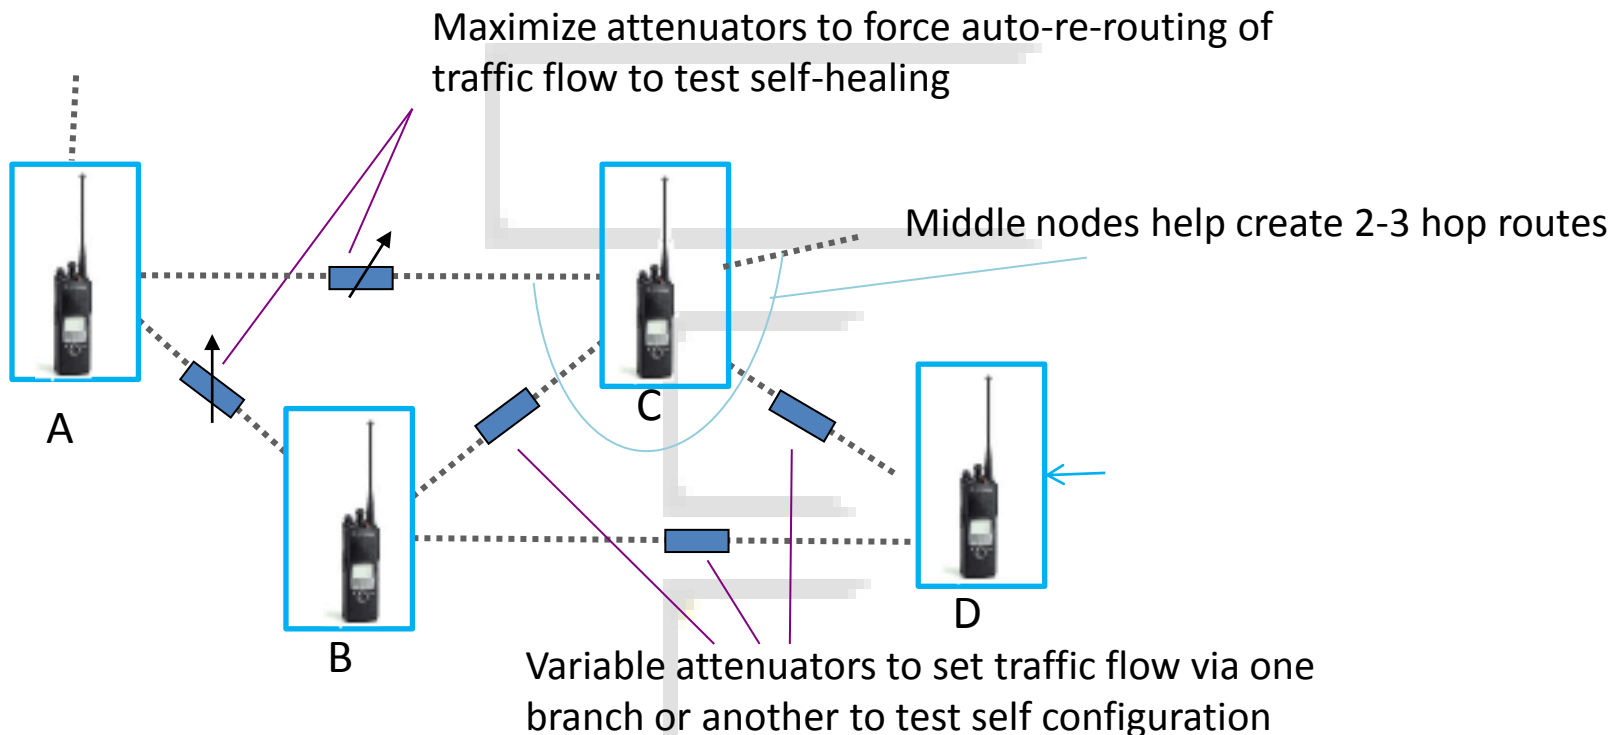 Maximize attenuators to force auto-re-routing of
traffic flow to test self-healing
Middle nodes help create 2-3 hop routes
A
C
B
D
Variable attenuators to set traffic flow via one
branch or another to test self configuration